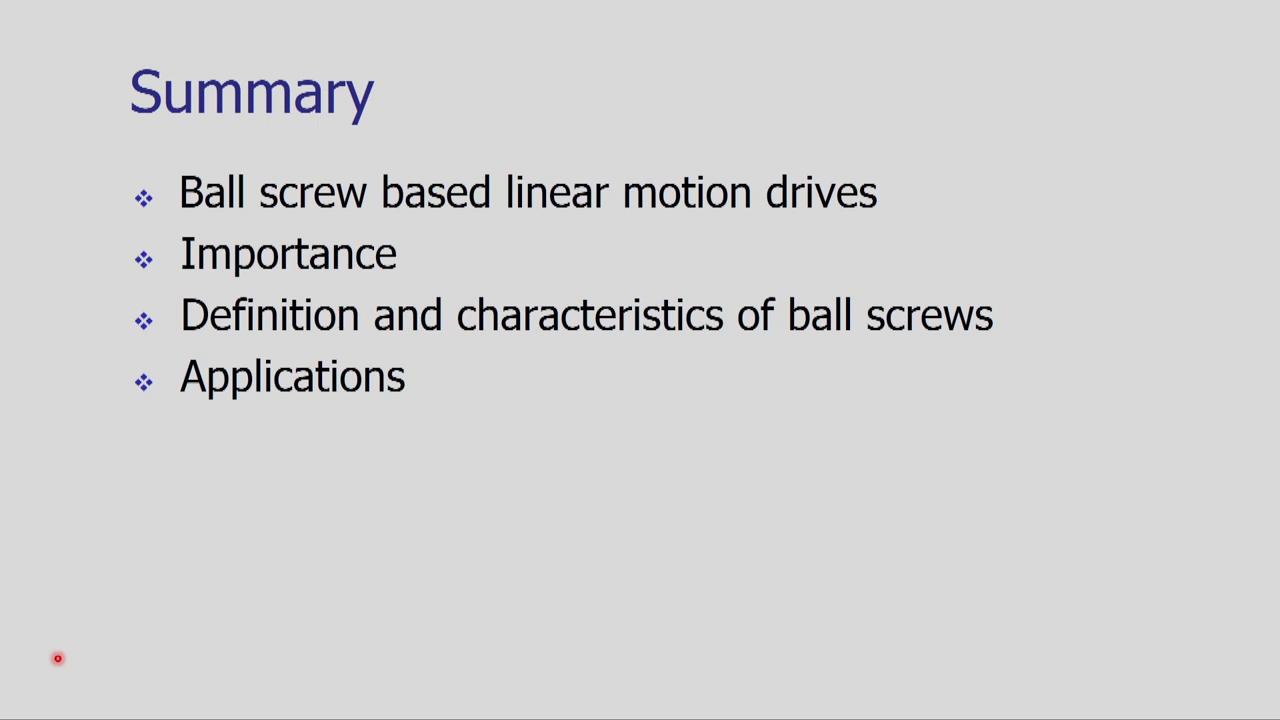 Summary
Ball screw based linear motion drives
Importance
Definition and characteristics of ball screws
Applications